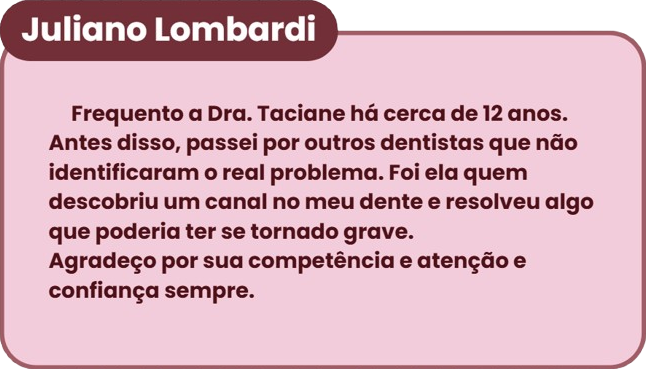 Juliano Lombardi
Frequento a Dra. Taciane há cerca de 12 anos.
Antes disso, passei por outros dentistas que não
identificaram o real problema. Foi ela quem
descobriu um canal no meu dente e resolveu algo
que poderia ter se tornado grave.
Agradeço por sua competência e atenção e
confiança sempre.